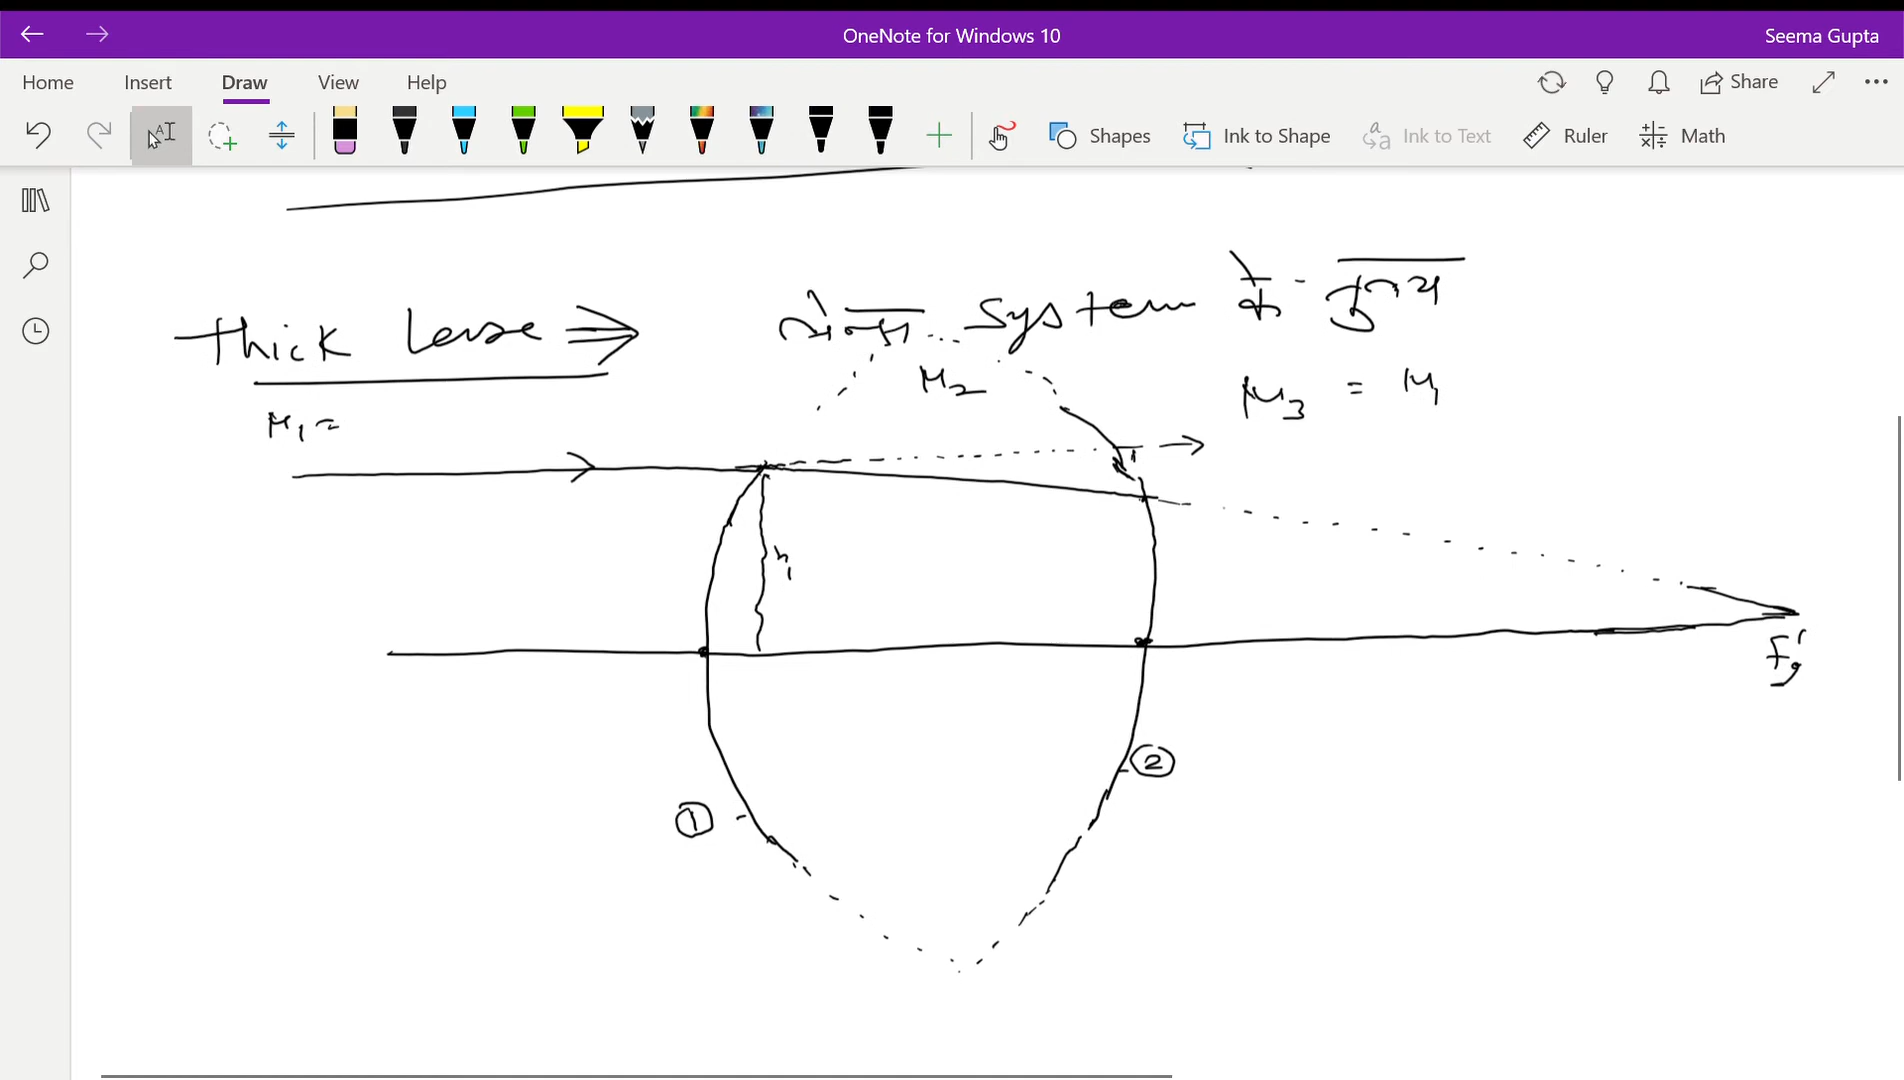 OneNote for Windows 10
Seema Gupta
Home Insert Draw View Help Share
Shapes Ink to Shape Ink to Text Ruler Math
Thick Lense ⇒ system के
μ1 =
μ2
μ3 = μ1
h1
f
1
2